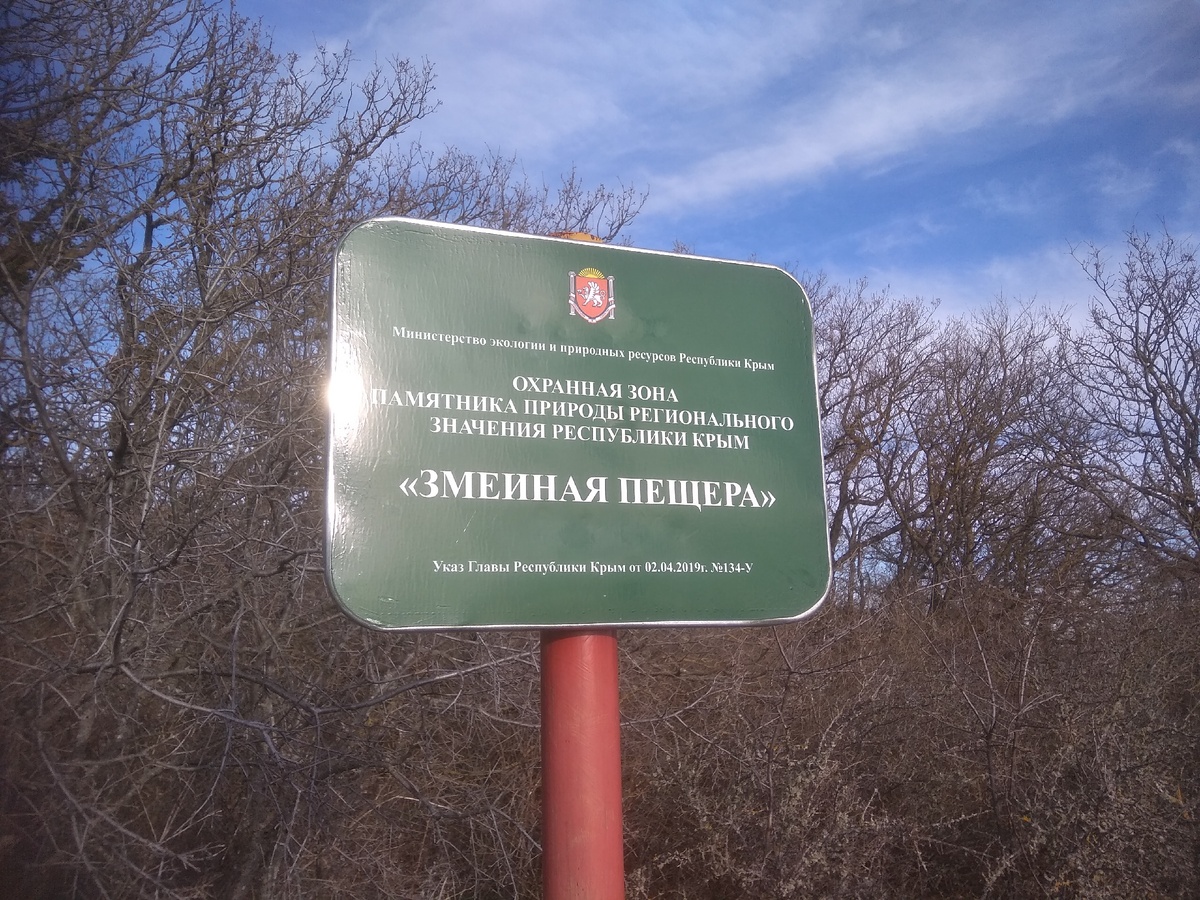 Министерство экологии и природных ресурсов Республики Крым
ОХРАННАЯ ЗОНА
ПАМЯТНИКА ПРИРОДЫ РЕГИОНАЛЬНОГО
ЗНАЧЕНИЯ РЕСПУБЛИКИ КРЫМ
«ЗМЕИНАЯ ПЕЩЕРА»
Указ Главы Республики Крым от 02.04.2019г. №134-У